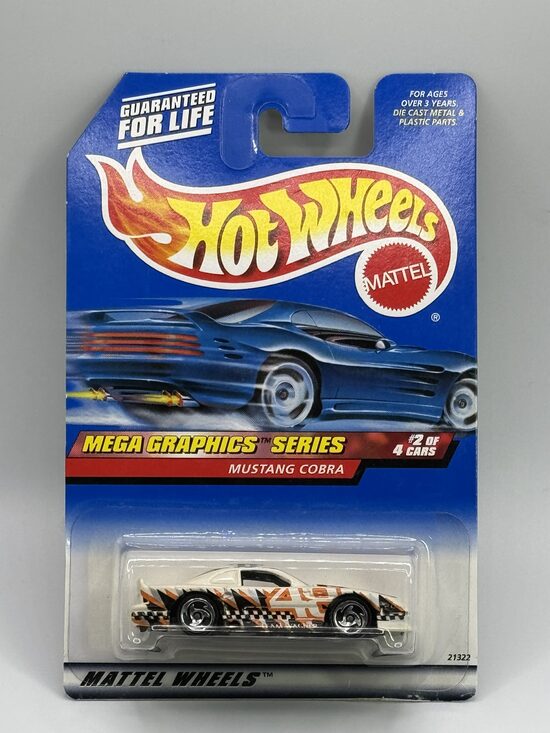 GUARANTEED
FOR LIFE
FOR AGES
OVER 3 YEARS.
DIE CAST METAL &
PLASTIC PARTS.
HOT WHEELS
MATTEL
®
MEGA GRAPHICS™ SERIES
#2 OF
4 CARS
MUSTANG COBRA
48
21322
MATTEL WHEELS™